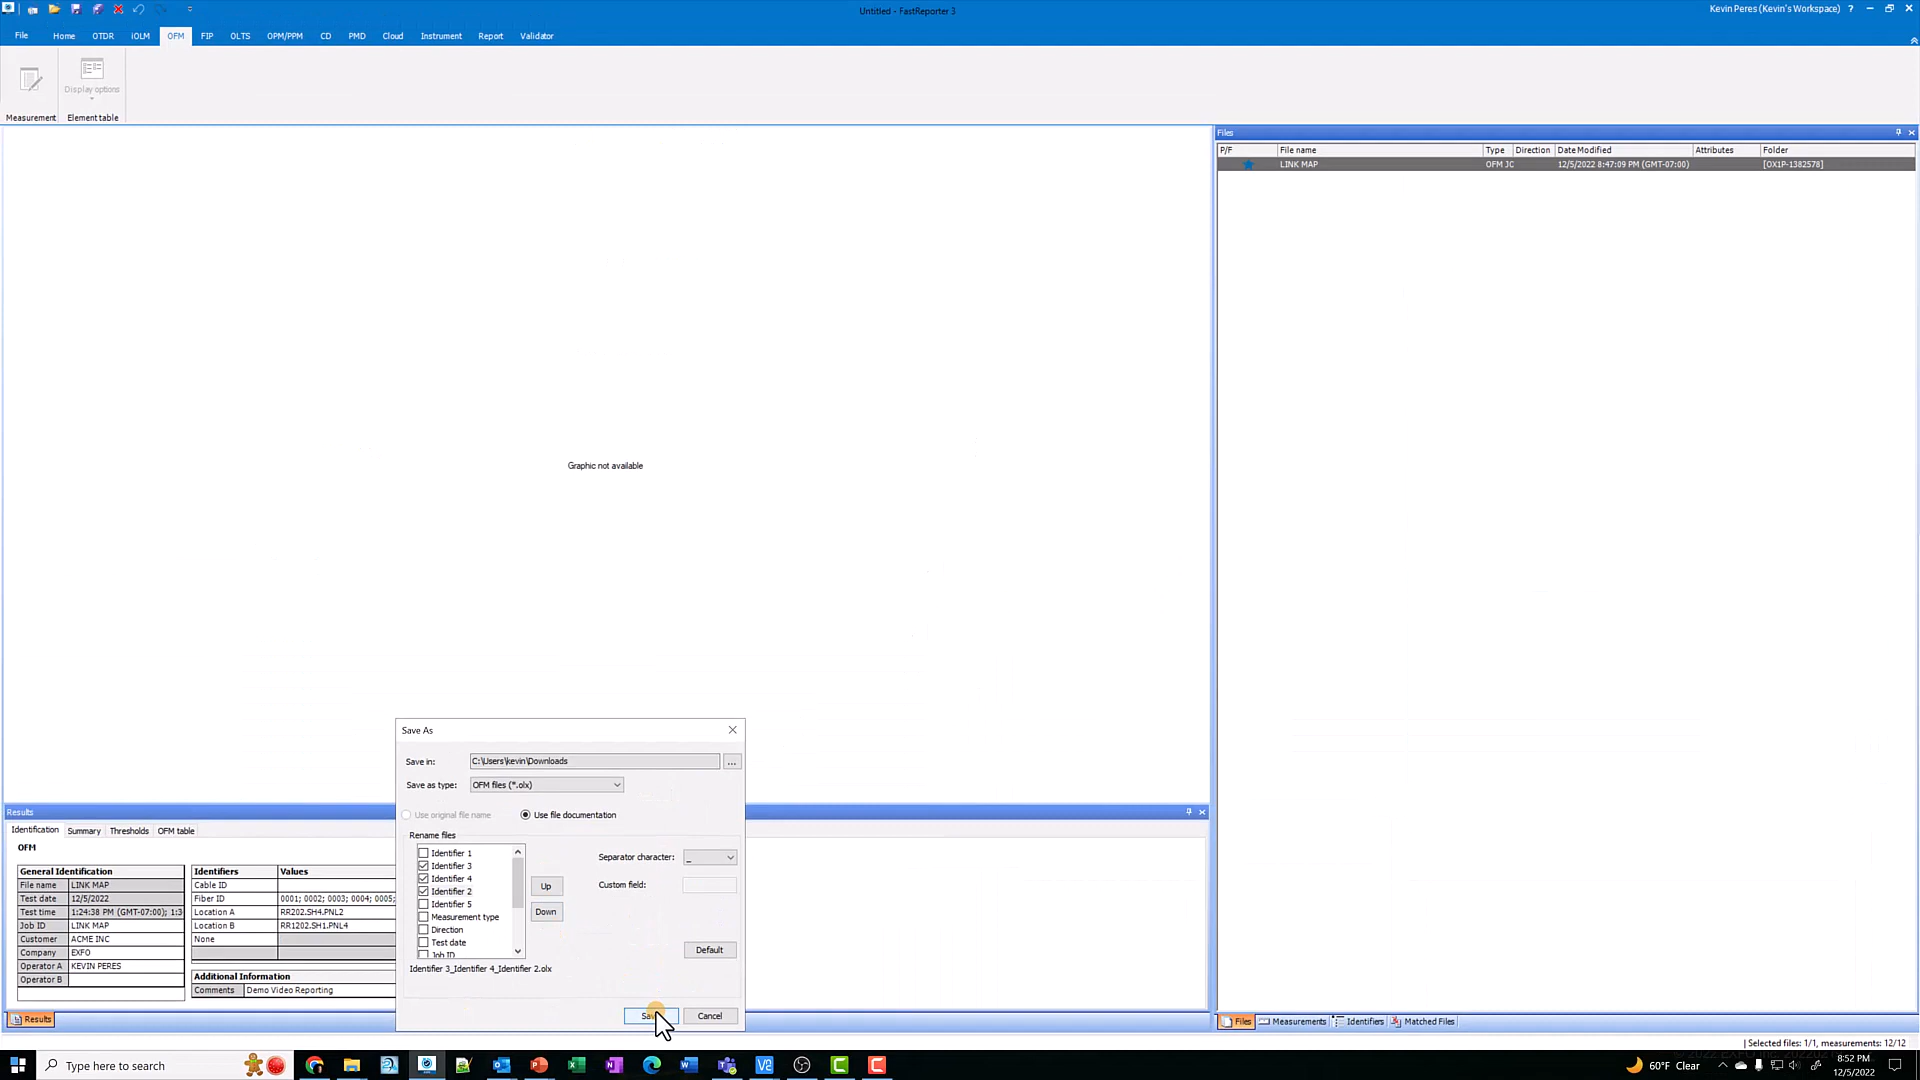 Untitled - FastReporter 3
Kevin Peres (Kevin's Workspace) ?
File Home OTDR iOLM OFM FIP OLTS OPM/PPM CD PMD Cloud Instrument Report Validator
Display options
Measurement Element table
Files
P/F File name Type Direction Date Modified Attributes Folder
LINK MAP OFM JC 12/5/2022 8:47:09 PM (GMT-07:00) [OX1P-1382578]
Graphic not available
Save As
Save in: C:\Users\kevin\Downloads ...
Save as type: OFM files (*.olx)
Use original file name Use file documentation
Rename files
Identifier 1
Identifier 3
Identifier 4
Identifier 2
Identifier 5
Measurement type
Direction
Test date
Job ID
Up
Down
Separator character: _
Custom field:
Default
Identifier 3_Identifier 4_Identifier 2.olx
Cancel
Results
Identification Summary Thresholds OFM table
OFM
General Identification
File name LINK MAP
Test date 12/5/2022
Test time 1:24:38 PM (GMT-07:00); 1:3
Job ID LINK MAP
Customer ACME INC
Company EXFO
Operator A KEVIN PERES
Operator B
Identifiers Values
Cable ID
Fiber ID 0001; 0002; 0003; 0004; 0005;
Location A RR202.SH4.PNL2
Location B RR1202.SH1.PNL4
None
Additional Information
Comments Demo Video Reporting
Results
Files Measurements Identifiers Matched Files
Selected files: 1/1, measurements: 12/12
Type here to search
60°F Clear
8:52 PM
12/5/2022